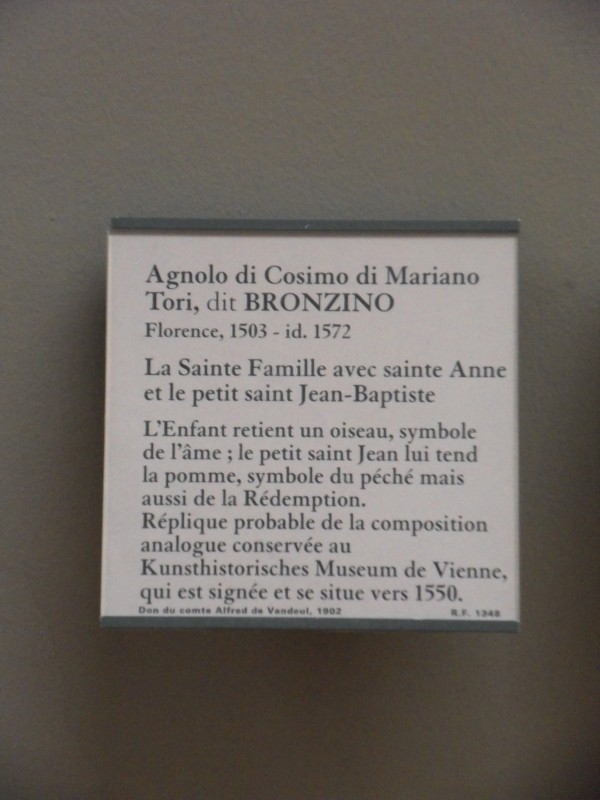 Agnolo di Cosimo di Mariano
Tori, dit BRONZINO
Florence, 1503 - id. 1572
La Sainte Famille avec sainte Anne
et le petit saint Jean-Baptiste
L'Enfant retient un oiseau, symbole
de l'âme ; le petit saint Jean lui tend
la pomme, symbole du péché mais
aussi de la Rédemption.
Réplique probable de la composition
analogue conservée au
Kunsthistorisches Museum de Vienne,
qui est signée et se situe vers 1550.
Don du comte Alfred de Vandeul, 1902 R.F. 1348